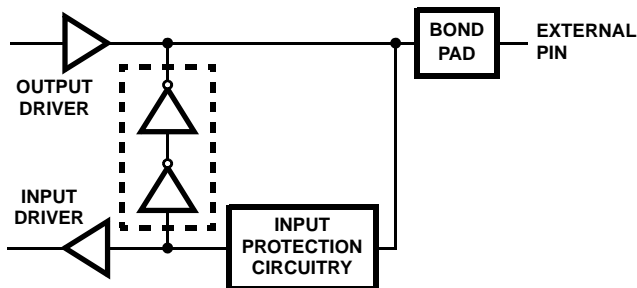 OUTPUT
DRIVER
BOND
PAD
EXTERNAL
PIN
INPUT
DRIVER
INPUT
PROTECTION
CIRCUITRY